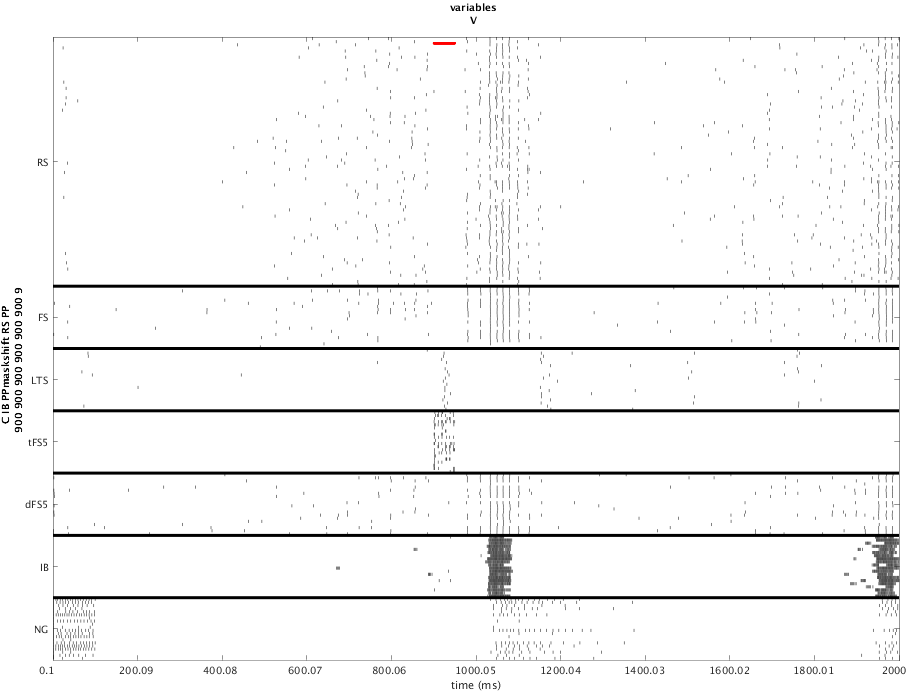 variables
V
RS
FS
LTS
tFS5
dFS5
IB
NG
C IB PPmaskshift RS PP
900 900 900 900 900 900 9
0.1 200.09 400.08 600.07 800.06 1000.05 1200.04 1400.03 1600.02 1800.01 2000
time (ms)